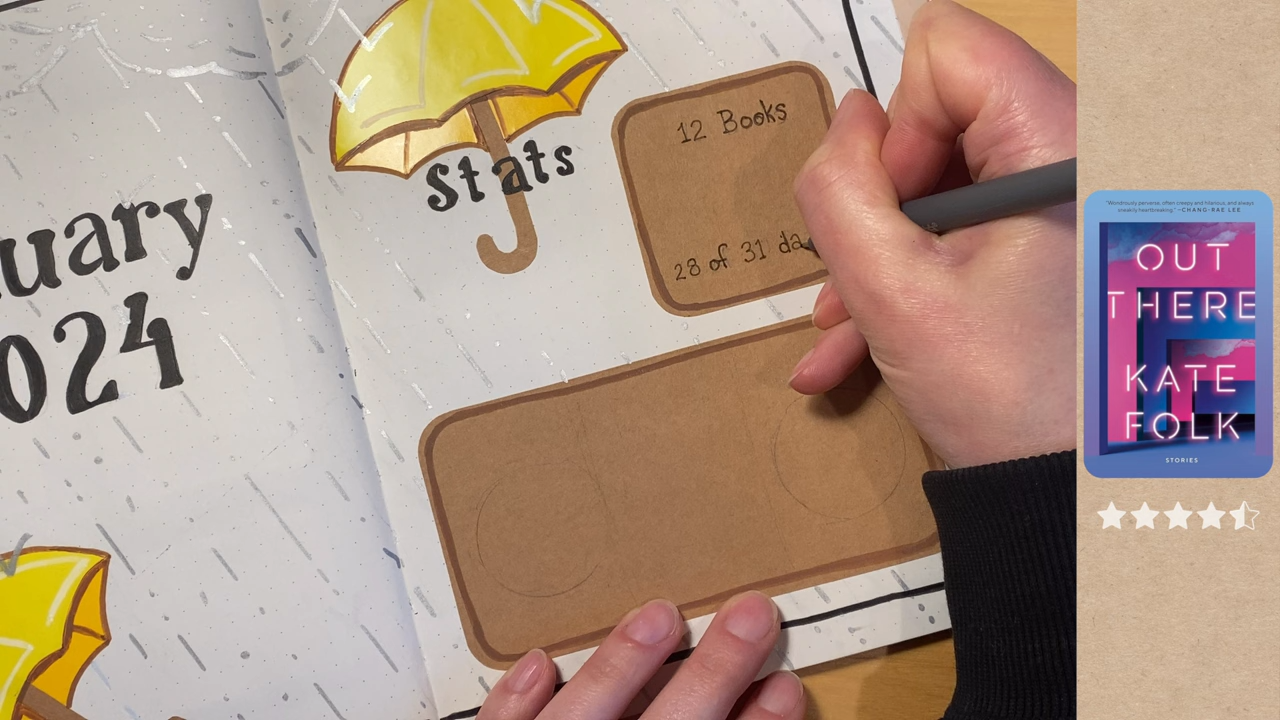 uary
024
Stats
12 Books
28 of 31 da
"Wondrously perverse, often creepy and hilarious, and always
sneakily heartbreaking." —CHANG-RAE LEE
OUT
THERE
KATE
FOLK
STORIES